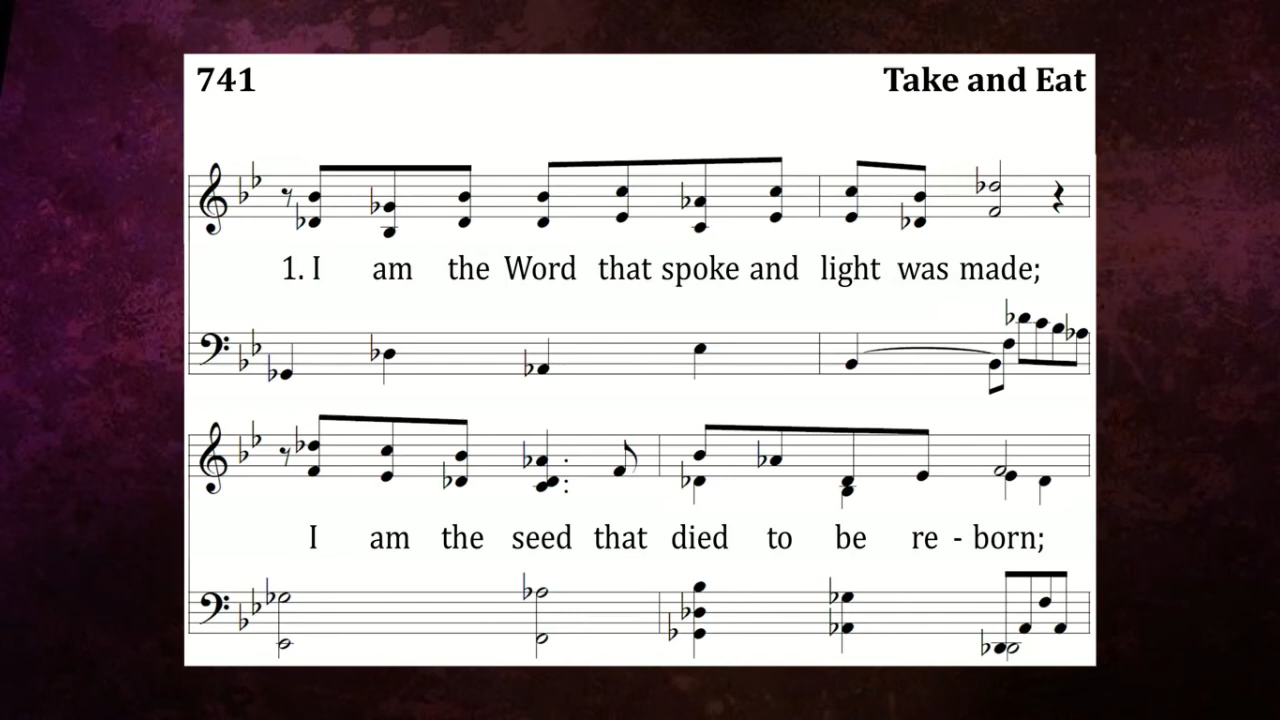 741 Take and Eat
1. I am the Word that spoke and light was made;
I am the seed that died to be re - born;